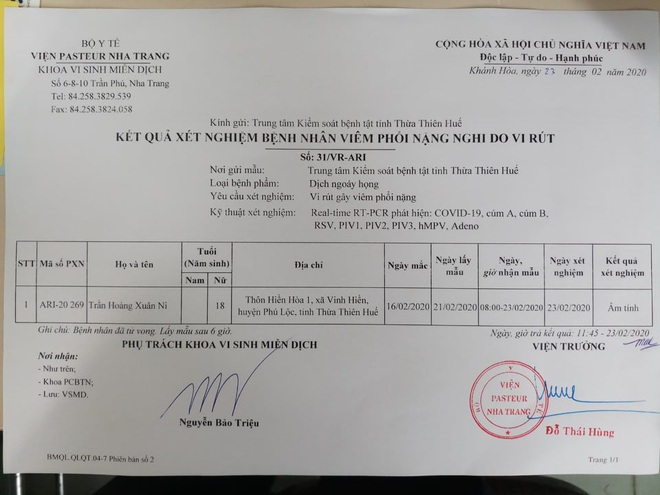 BỘ Y TẾ
VIỆN PASTEUR NHA TRANG
KHOA VI SINH MIỄN DỊCH
Số 6-8-10 Trần Phú, Nha Trang
Tel: 84.258.3829.539
Fax: 84.258.3824.058
CỘNG HÒA XÃ HỘI CHỦ NGHĨA VIỆT NAM
Độc lập - Tự do - Hạnh phúc
Khánh Hòa, ngày 23 tháng 02 năm 2020
Kính gửi: Trung tâm Kiểm soát bệnh tật tỉnh Thừa Thiên Huế
KẾT QUẢ XÉT NGHIỆM BỆNH NHÂN VIÊM PHỔI NẶNG NGHI DO VI RÚT
Số: 31/VR-ARI
Nơi gửi mẫu: Trung tâm Kiểm soát bệnh tật tỉnh Thừa Thiên Huế
Loại bệnh phẩm: Dịch ngoáy họng
Yêu cầu xét nghiệm: Vi rút gây viêm phổi nặng
Kỹ thuật xét nghiệm: Real-time RT-PCR phát hiện: COVID-19, cúm A, cúm B,
RSV, PIV1, PIV2, PIV3, hMPV, Adeno
STT Mã số PXN Họ và tên Tuổi (Năm sinh) Nam Nữ Địa chỉ Ngày mắc Ngày lấy mẫu Ngày, giờ nhận mẫu Ngày xét nghiệm Kết quả xét nghiệm
1 ARI-20 269 Trần Hoàng Xuân Ni 18 Thôn Hiền Hòa 1, xã Vinh Hiền, huyện Phú Lộc, tỉnh Thừa Thiên Huế 16/02/2020 21/02/2020 08:00-23/02/2020 23/02/2020 Âm tính
Ghi chú: Bệnh nhân đã tử vong. Lấy mẫu sau 6 giờ.
Ngày, giờ trả kết quả: 11:45 - 23/02/2020
PHỤ TRÁCH KHOA VI SINH MIỄN DỊCH
VIỆN TRƯỞNG
Nơi nhận:
- Như trên;
- Khoa PCBTN;
- Lưu: VSMD.
Nguyễn Bảo Triệu
VIỆN
PASTEUR
NHA TRANG
Đỗ Thái Hùng
BMQL.QLQT.04-7 Phiên bản số 2
Trang 1/1